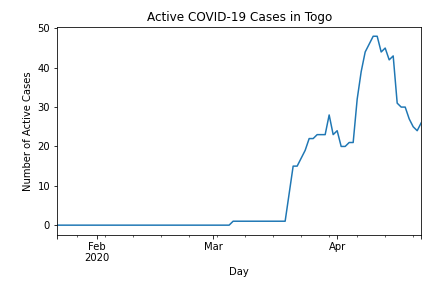 Active COVID-19 Cases in Togo
Number of Active Cases
50
40
30
20
10
0
Feb
2020
Mar
Apr
Day